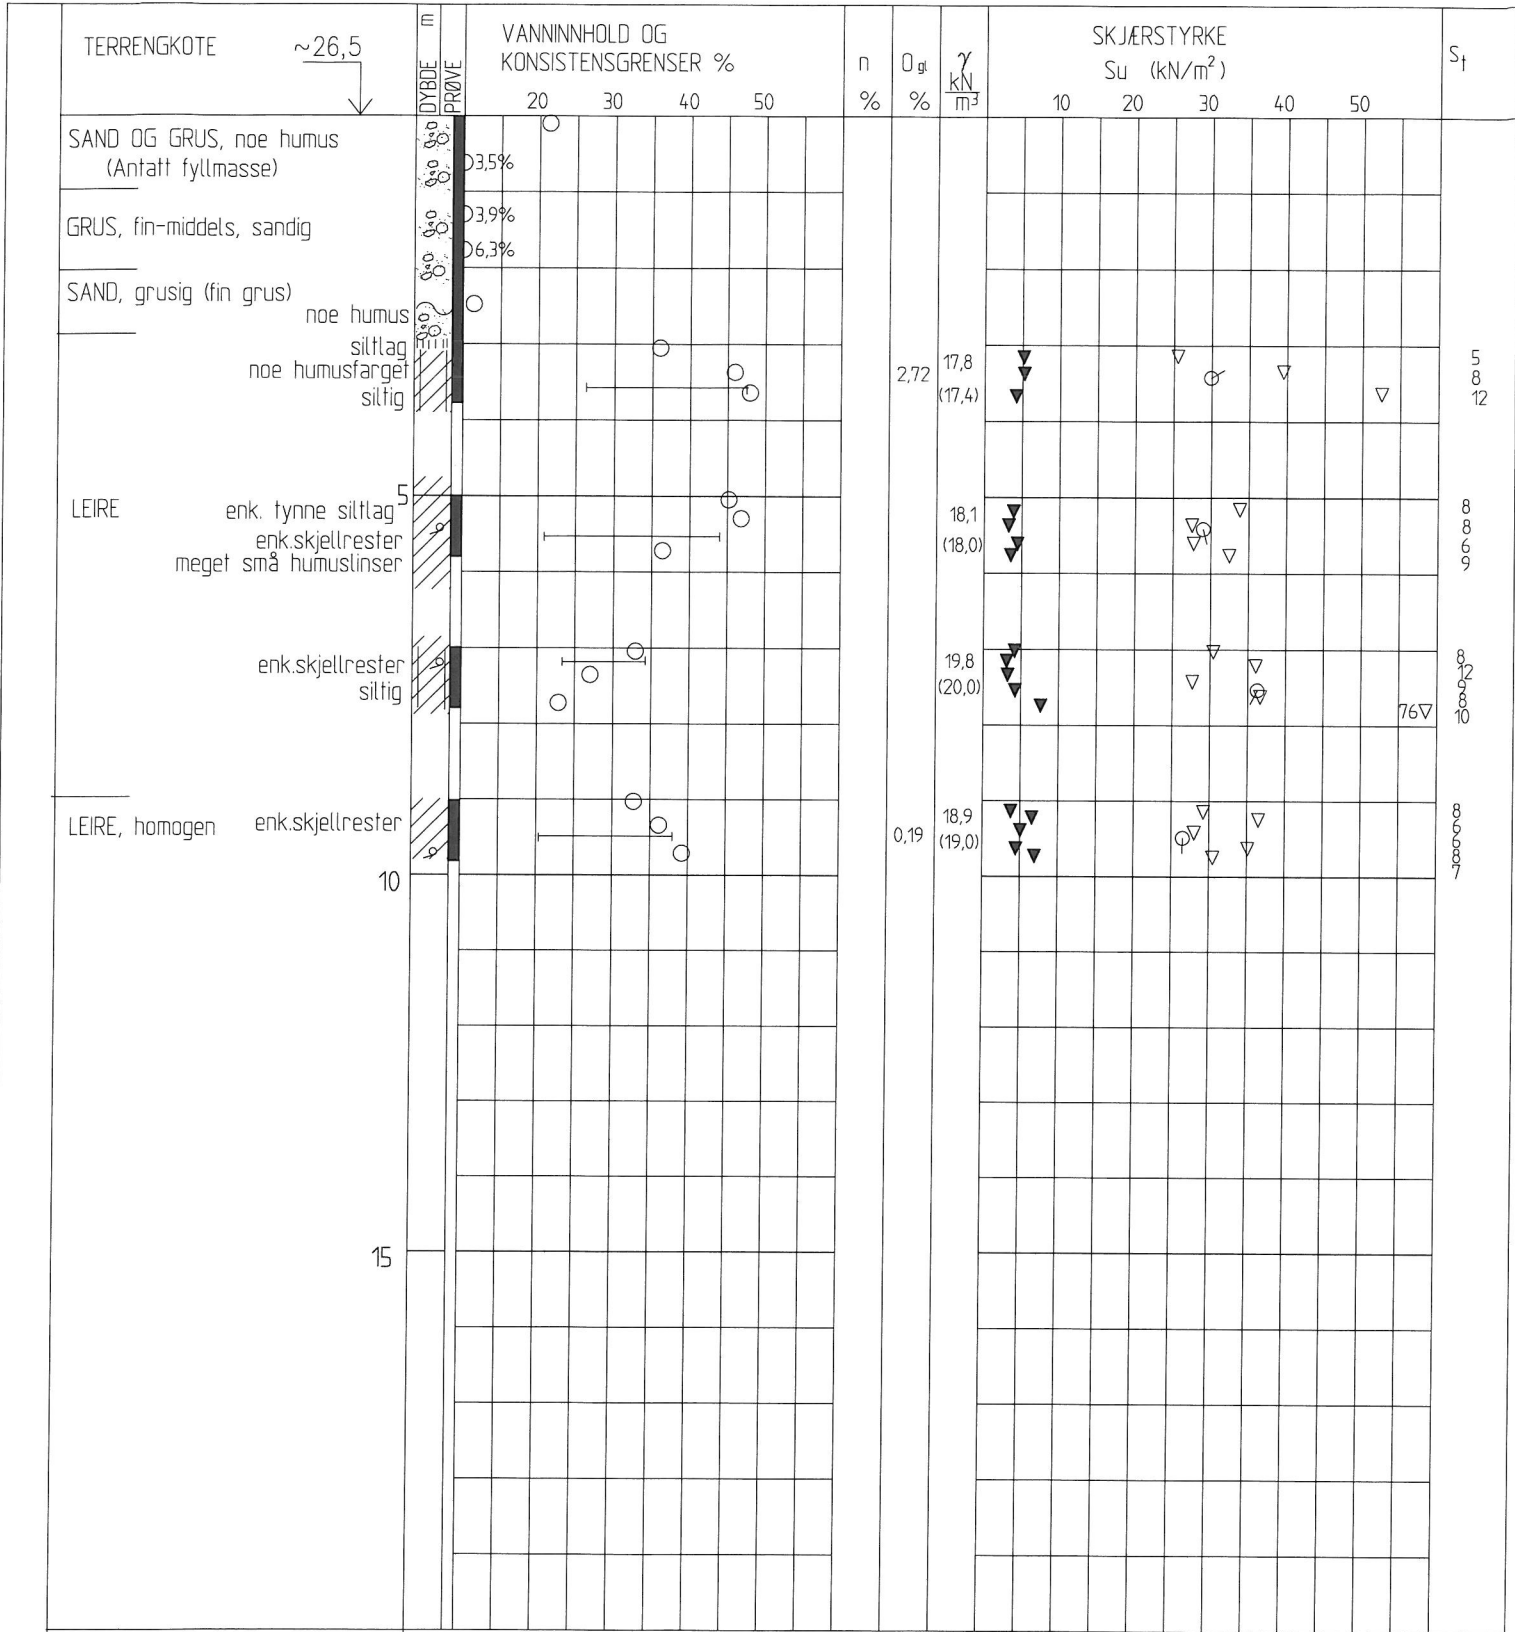 TERRENGKOTE ~26,5
m
DYBDE
PRØVE
VANNINNHOLD OG
KONSISTENSGRENSER %
20 30 40 50
n
%
O gl
%
γ
kN
m³
SKJÆRSTYRKE
Su (kN/m²)
10 20 30 40 50
St
SAND OG GRUS, noe humus
(Antatt fyllmasse)
3,5%
3,9%
GRUS, fin-middels, sandig
6,3%
SAND, grusig (fin grus)
noe humus
siltlag
noe humusfarget
siltig
2,72
17,8
(17,4)
5
8
12
5
LEIRE
enk. tynne siltlag
enk.skjellrester
meget små humuslinser
18,1
(18,0)
8
8
6
9
enk.skjellrester
siltig
19,8
(20,0)
76
8
12
9
8
10
LEIRE, homogen
enk.skjellrester
0,19
18,9
(19,0)
8
6
6
8
7
10
15